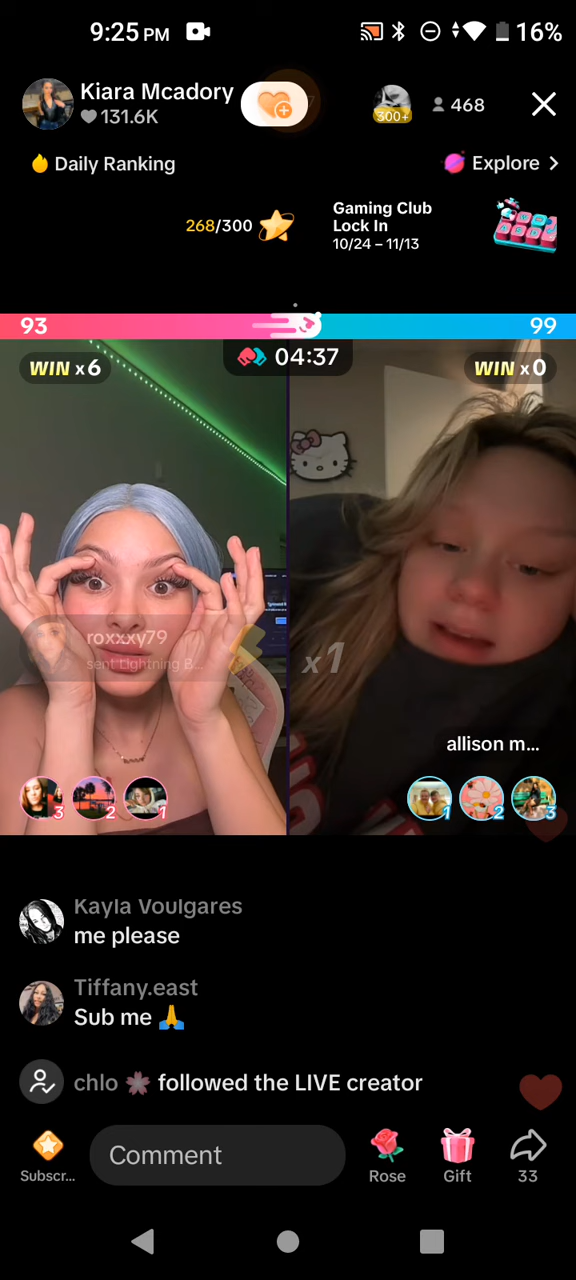 9:25 PM
16%
Kiara Mcadory
131.6K
300+
468
Daily Ranking
Explore
268/300
Gaming Club
Lock In
10/24 – 11/13
93
99
WIN x6
04:37
WIN x0
roxxxy79
sent Lightning B...
x1
allison m...
3
2
1
1
2
3
Kayla Voulgares
me please
Tiffany.east
Sub me 🙏
chlo 🌸 followed the LIVE creator
Subscr...
Comment
Rose
Gift
33